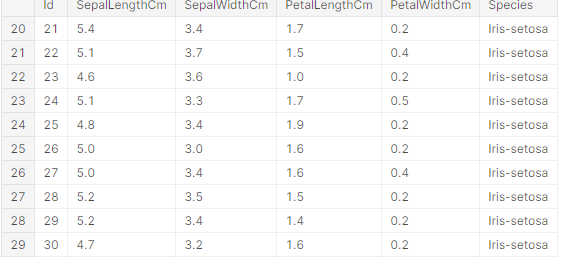 Id SepalLengthCm SepalWidthCm PetalLengthCm PetalWidthCm Species
20 21 5.4 3.4 1.7 0.2 Iris-setosa
21 22 5.1 3.7 1.5 0.4 Iris-setosa
22 23 4.6 3.6 1.0 0.2 Iris-setosa
23 24 5.1 3.3 1.7 0.5 Iris-setosa
24 25 4.8 3.4 1.9 0.2 Iris-setosa
25 26 5.0 3.0 1.6 0.2 Iris-setosa
26 27 5.0 3.4 1.6 0.4 Iris-setosa
27 28 5.2 3.5 1.5 0.2 Iris-setosa
28 29 5.2 3.4 1.4 0.2 Iris-setosa
29 30 4.7 3.2 1.6 0.2 Iris-setosa